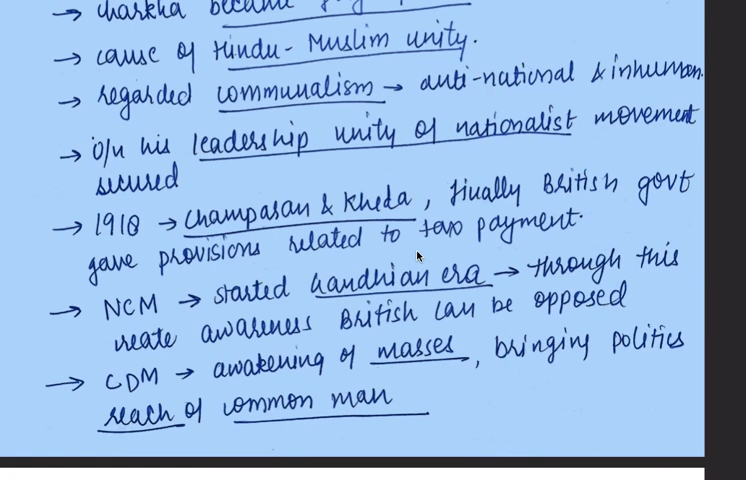 → charkha became
→ cause of Hindu-Muslim unity.
→ regarded communalism → anti-national & inhuman.
→ o/u his leadership unity of nationalist movement
secured
→ 1918 → Champaran & Kheda, finally British govt
gave provisions related to tax payment.
→ NCM → started Gandhian era → through this
create awareness British can be opposed
→ CDM → awakening of masses, bringing politics
reach of common man